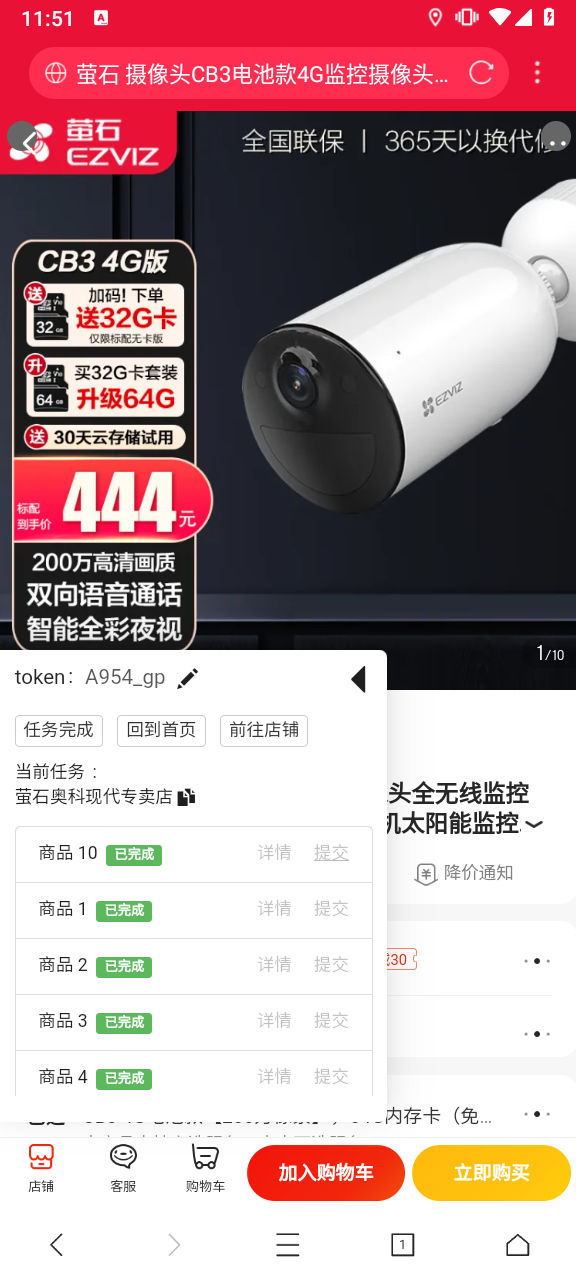 11:51
萤石 摄像头CB3电池款4G监控摄像头...
萤石
EZVIZ
全国联保 | 365天以换代修
CB3 4G版
送
加码! 下单
送32G卡
仅限标配无卡版
32GB
升
买32G卡套装
升级64G
64GB
送 30天云存储试用
标配
到手价
444元
200万高清画质
双向语音通话
智能全彩夜视
EZVIZ
1/10
token: A954_gp
任务完成 回到首页 前往店铺
当前任务 :
萤石奥科现代专卖店
头全无线监控
机太阳能监控.
降价通知
商品 10 已完成 详情 提交
商品 1 已完成 详情 提交
商品 2 已完成 详情 提交
30
商品 3 已完成 详情 提交
商品 4 已完成 详情 提交
内存卡（免...
店铺
客服
购物车
加入购物车
立即购买
1